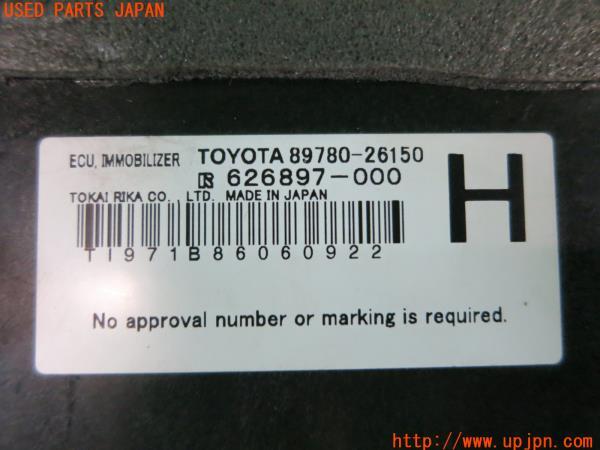 USED PARTS JAPAN
ECU, IMMOBILIZER TOYOTA 89780-26150
626897-000
TOKAI RIKA CO., LTD. MADE IN JAPAN
H
TI971B86060922
No approval number or marking is required.
http://www.upjpn.com/